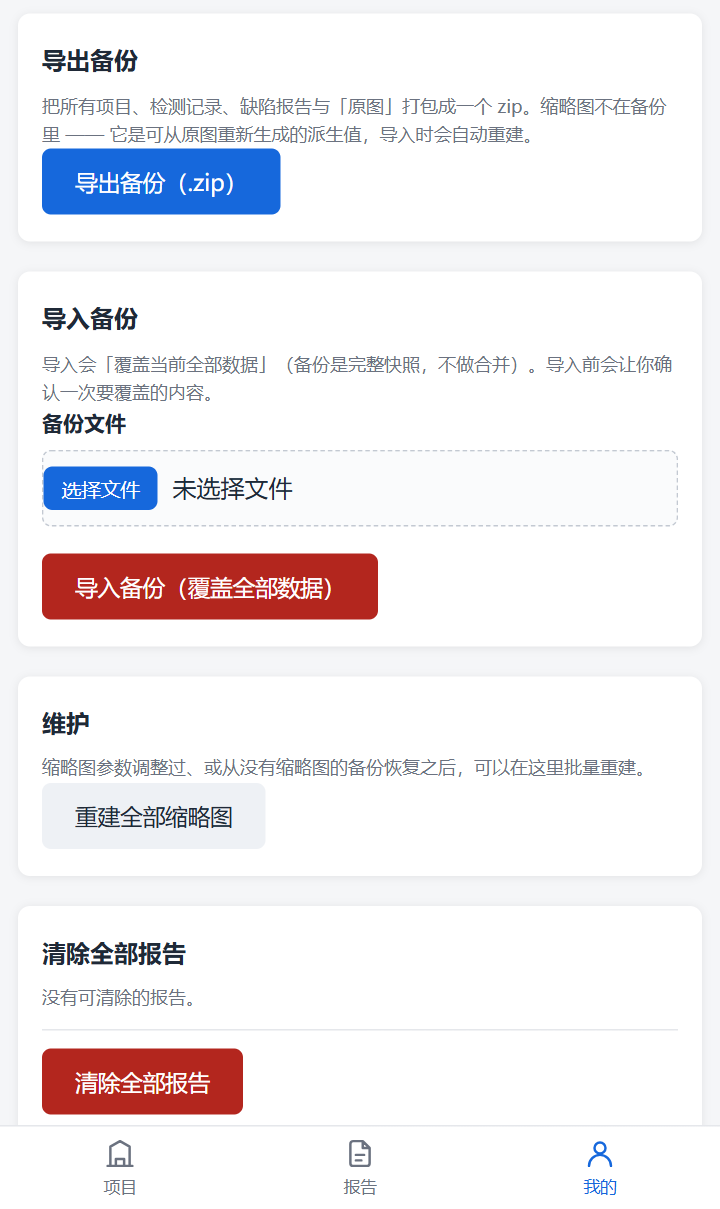 导出备份
把所有项目、检测记录、缺陷报告与「原图」打包成一个 zip。缩略图不在备份
里 —— 它是可从原图重新生成的派生值，导入时会自动重建。
导出备份（.zip）
导入备份
导入会「覆盖当前全部数据」（备份是完整快照，不做合并）。导入前会让你确
认一次要覆盖的内容。
备份文件
选择文件 未选择文件
导入备份（覆盖全部数据）
维护
缩略图参数调整过、或从没有缩略图的备份恢复之后，可以在这里批量重建。
重建全部缩略图
清除全部报告
没有可清除的报告。
清除全部报告
项目 报告 我的